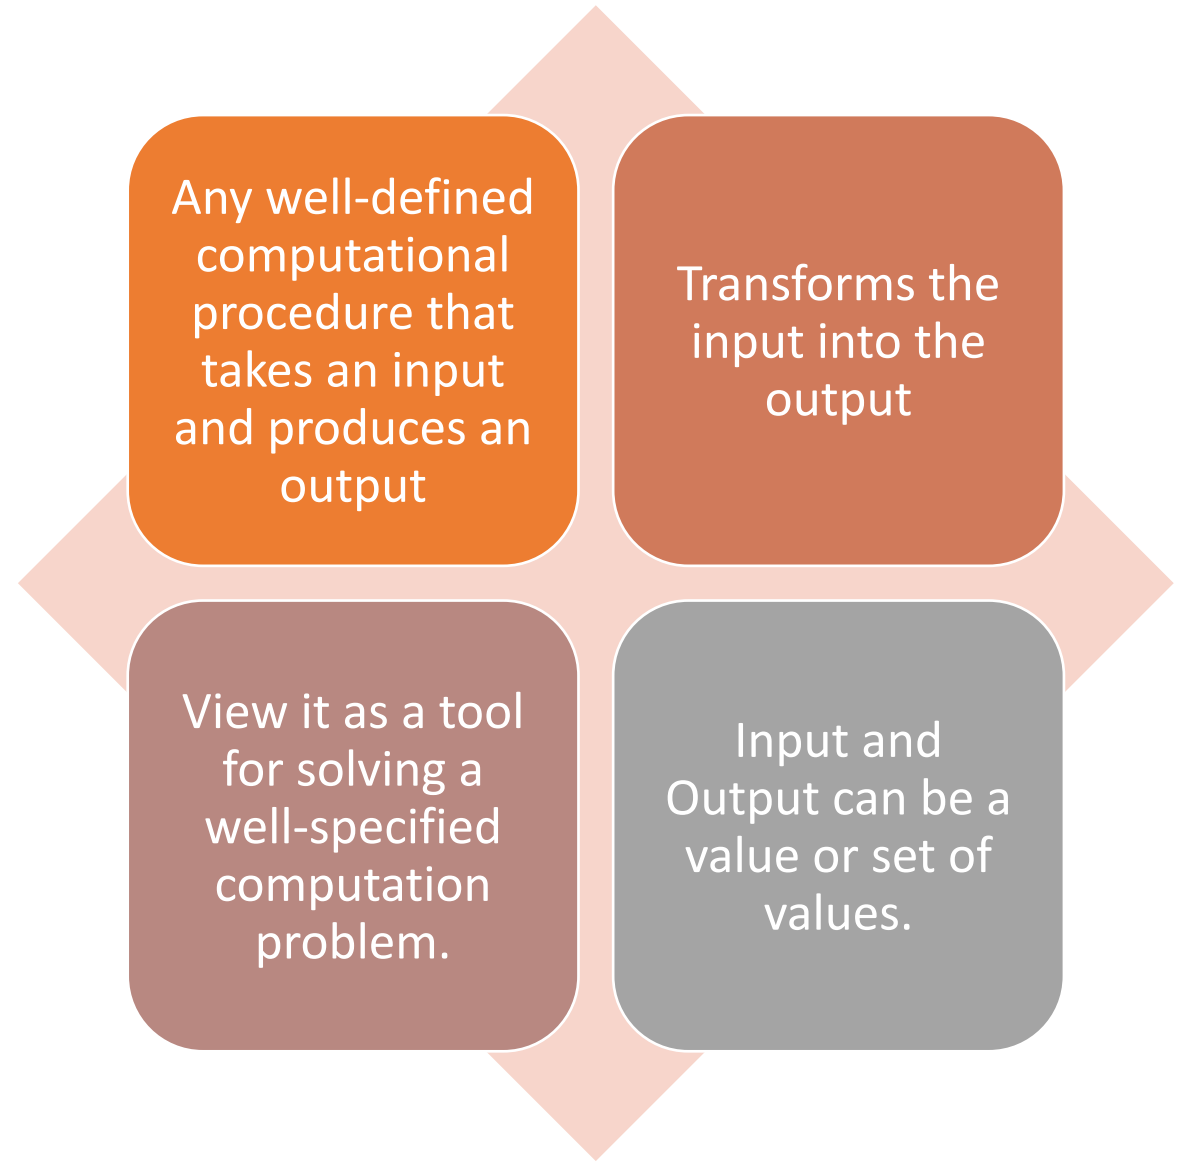 Any well-defined
computational
procedure that
takes an input
and produces an
output
Transforms the
input into the
output
View it as a tool
for solving a
well-specified
computation
problem.
Input and
Output can be a
value or set of
values.